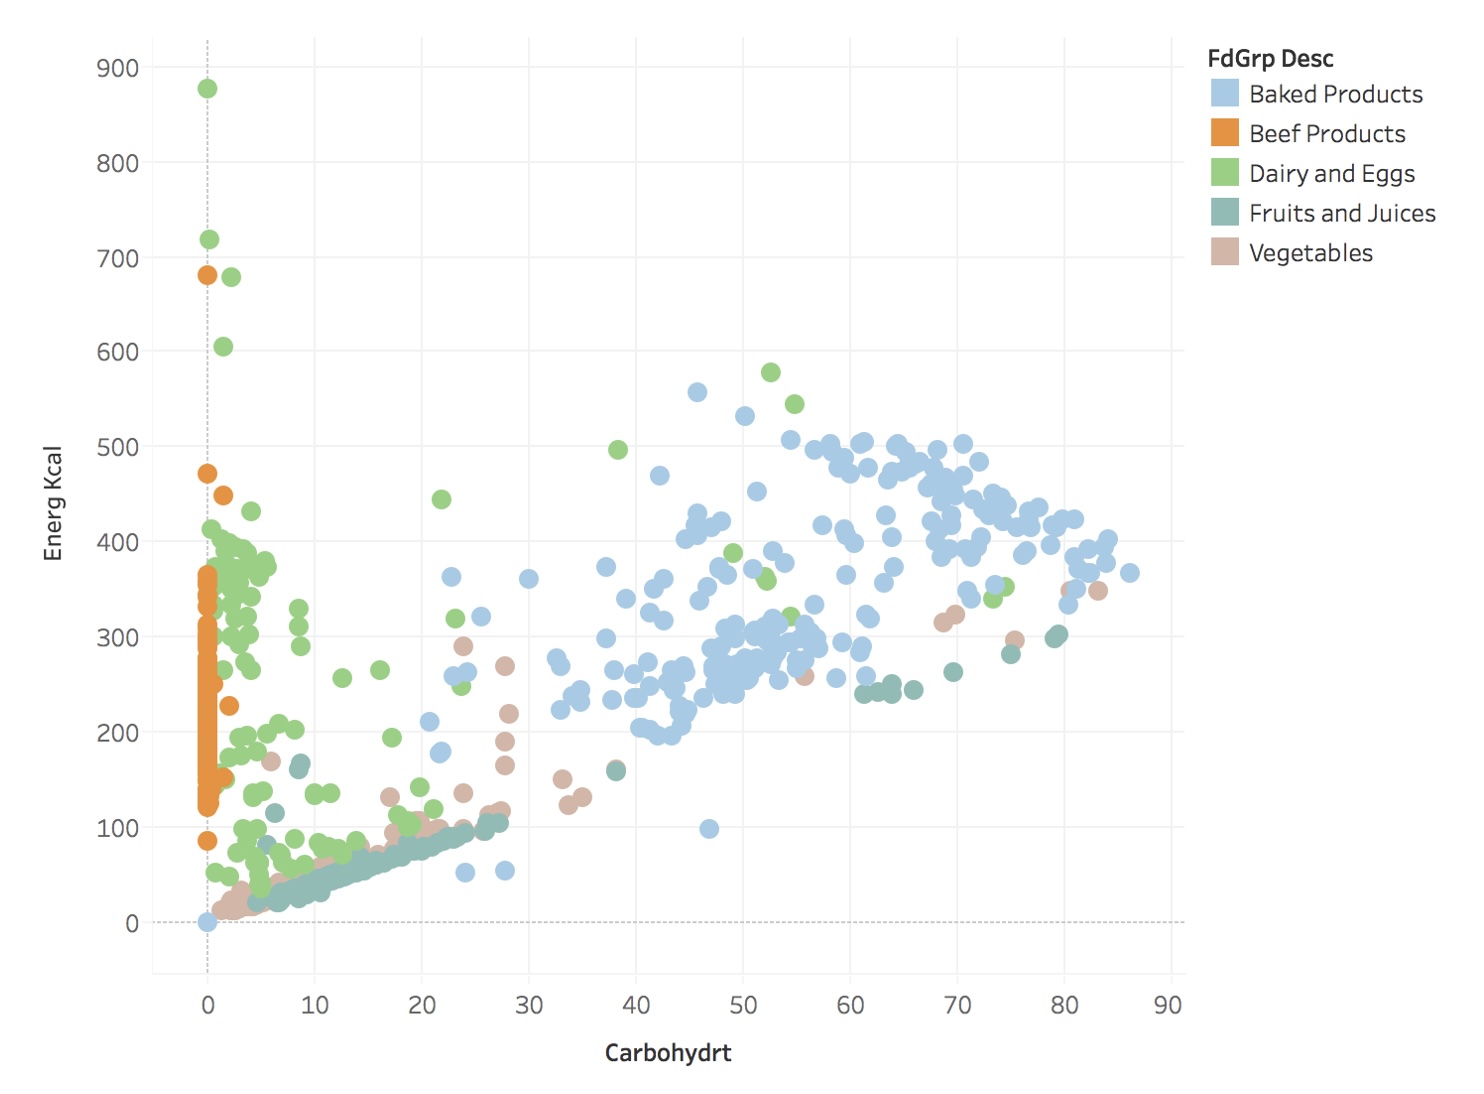 FdGrp Desc
Baked Products
Beef Products
Dairy and Eggs
Fruits and Juices
Vegetables
900
800
700
600
500
400
300
200
100
0
Energ Kcal
0 10 20 30 40 50 60 70 80 90
Carbohydrt